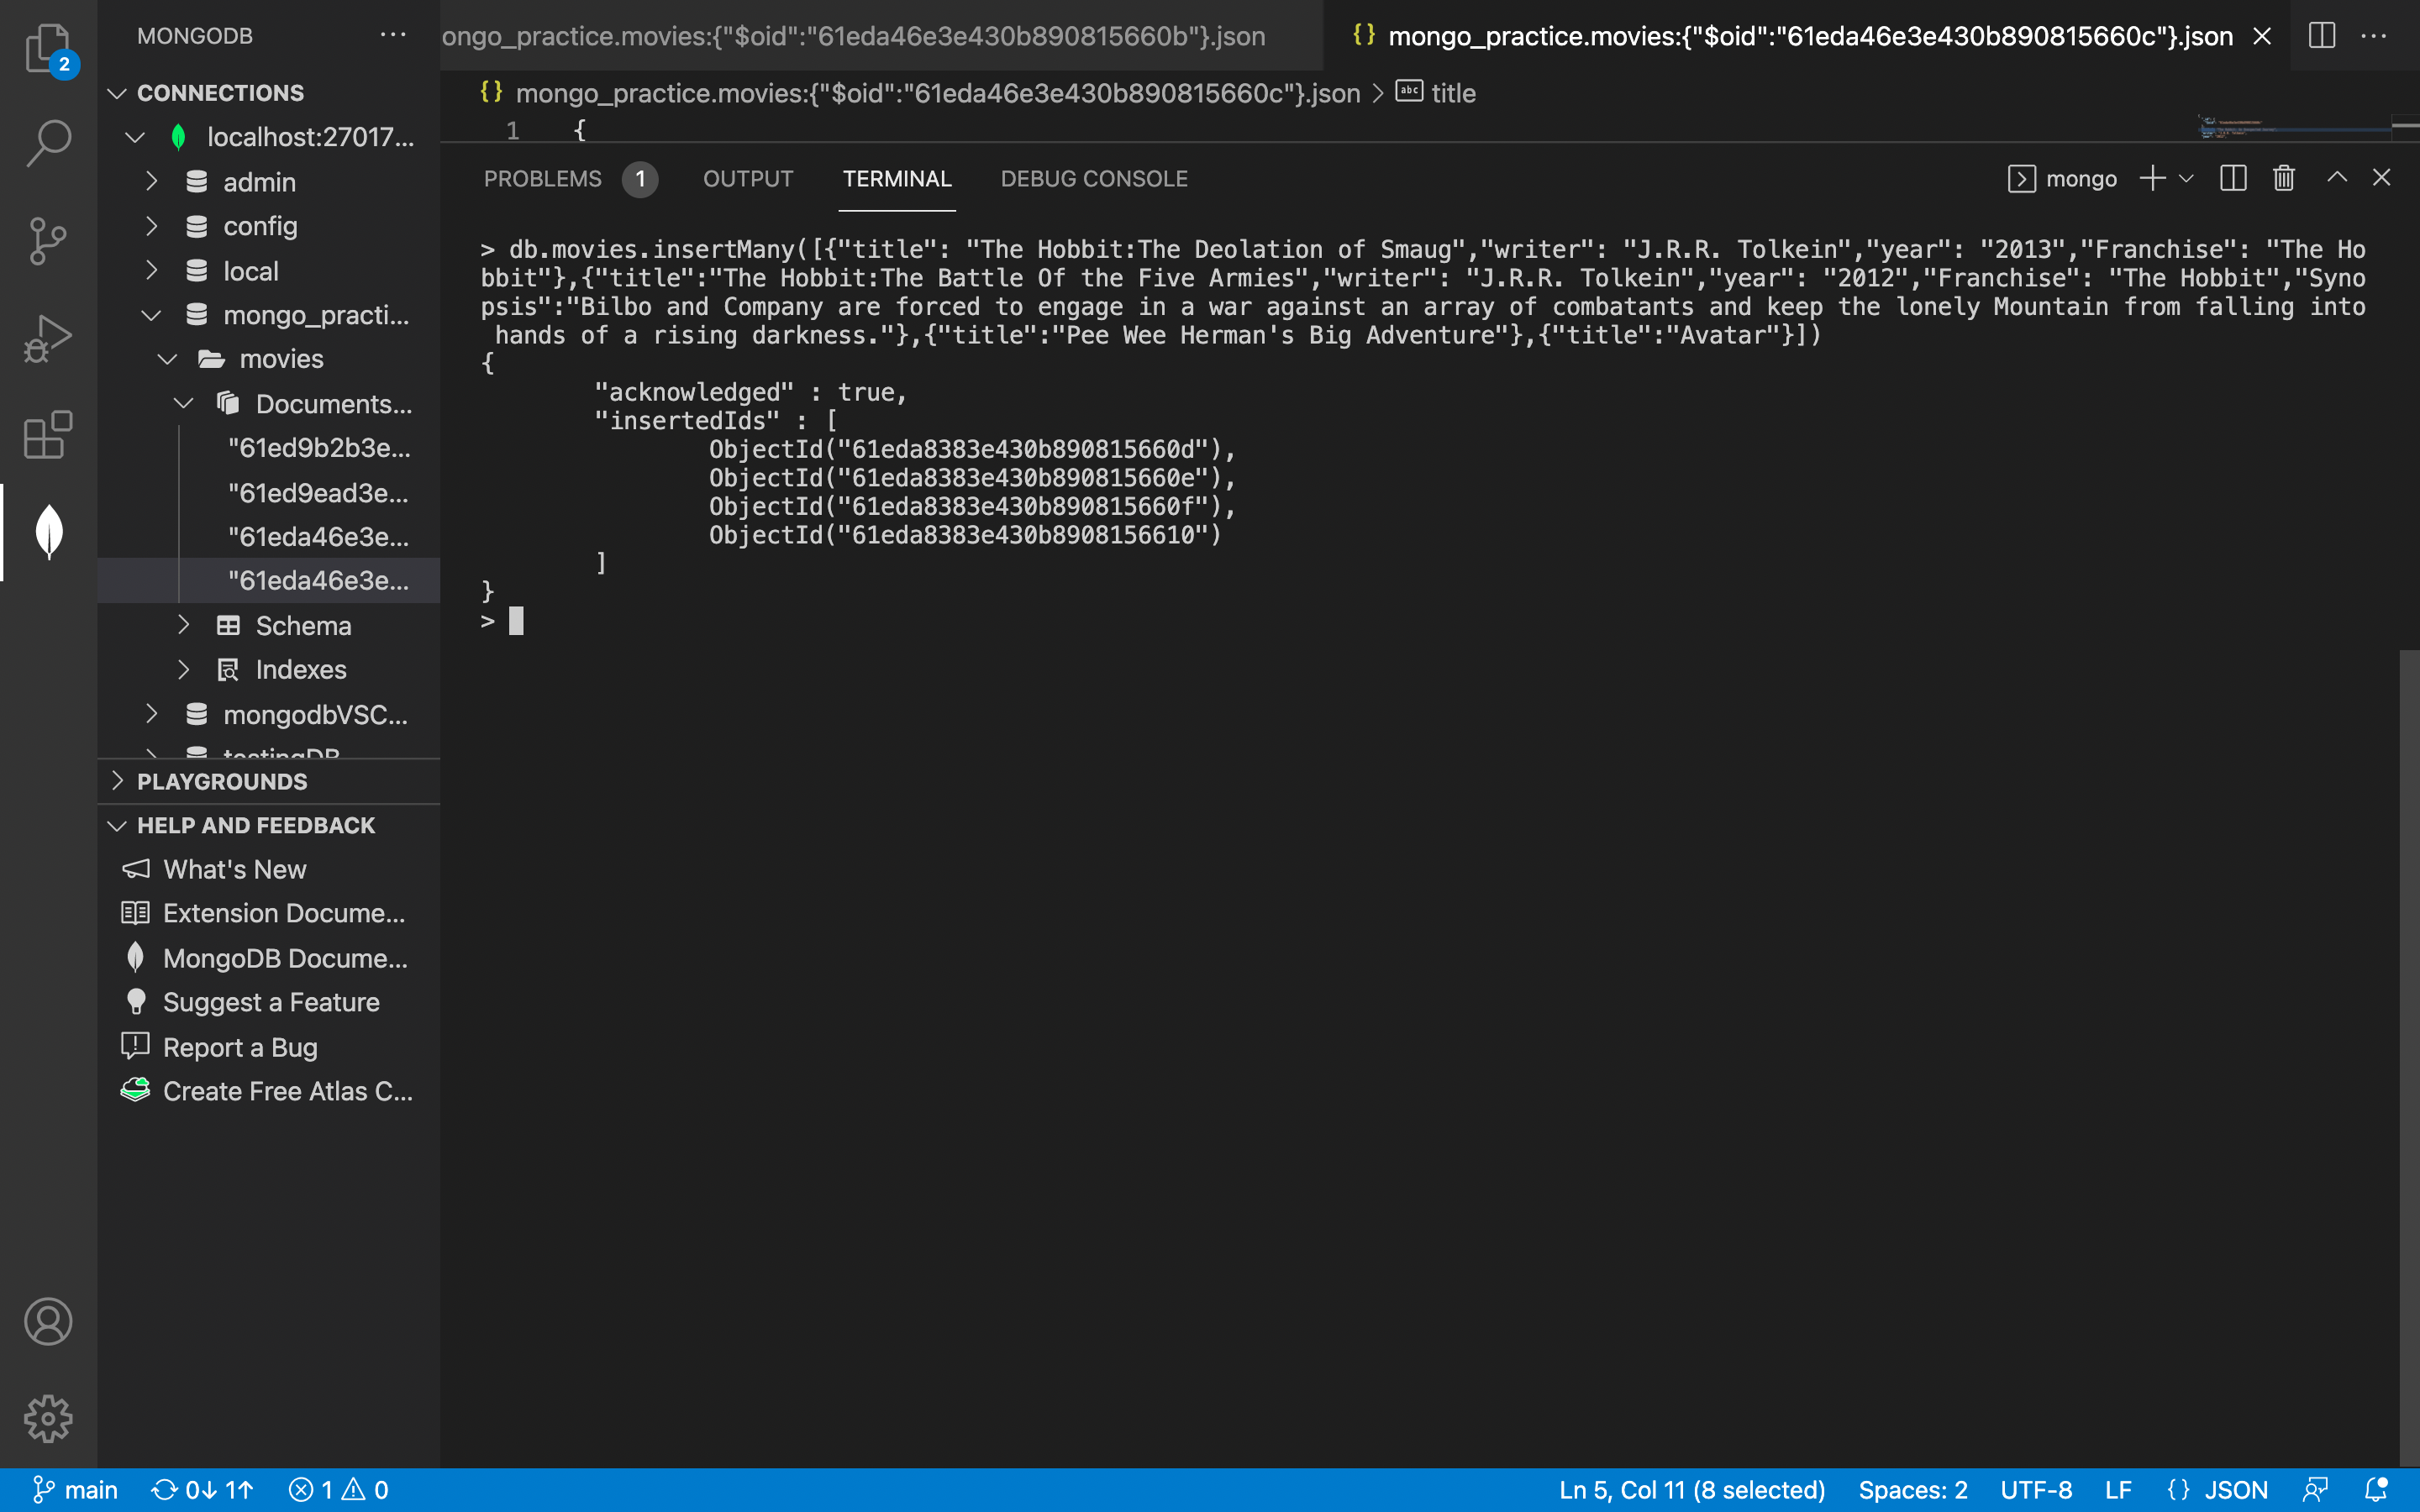 2
MONGODB
CONNECTIONS
localhost:27017...
admin
config
local
mongo_practi...
movies
Documents...
"61ed9b2b3e...
"61ed9ead3e...
"61eda46e3e...
"61eda46e3e...
Schema
Indexes
mongodbVSC...
testingDB
PLAYGROUNDS
HELP AND FEEDBACK
What's New
Extension Docume...
MongoDB Docume...
Suggest a Feature
Report a Bug
Create Free Atlas C...
ongo_practice.movies:{"$oid":"61eda46e3e430b890815660b"}.json
{} mongo_practice.movies:{"$oid":"61eda46e3e430b890815660c"}.json
{} mongo_practice.movies:{"$oid":"61eda46e3e430b890815660c"}.json > abc title
1 {
PROBLEMS 1 OUTPUT TERMINAL DEBUG CONSOLE mongo
> db.movies.insertMany([{"title": "The Hobbit:The Deolation of Smaug","writer": "J.R.R. Tolkein","year": "2013","Franchise": "The Ho
bbit"},{"title":"The Hobbit:The Battle Of the Five Armies","writer": "J.R.R. Tolkein","year": "2012","Franchise": "The Hobbit","Syno
psis":"Bilbo and Company are forced to engage in a war against an array of combatants and keep the lonely Mountain from falling into
hands of a rising darkness."},{"title":"Pee Wee Herman's Big Adventure"},{"title":"Avatar"}])
{
"acknowledged" : true,
"insertedIds" : [
ObjectId("61eda8383e430b890815660d"),
ObjectId("61eda8383e430b890815660e"),
ObjectId("61eda8383e430b890815660f"),
ObjectId("61eda8383e430b8908156610")
]
}
>
main 0↓ 1↑ 1 0 Ln 5, Col 11 (8 selected) Spaces: 2 UTF-8 LF {} JSON